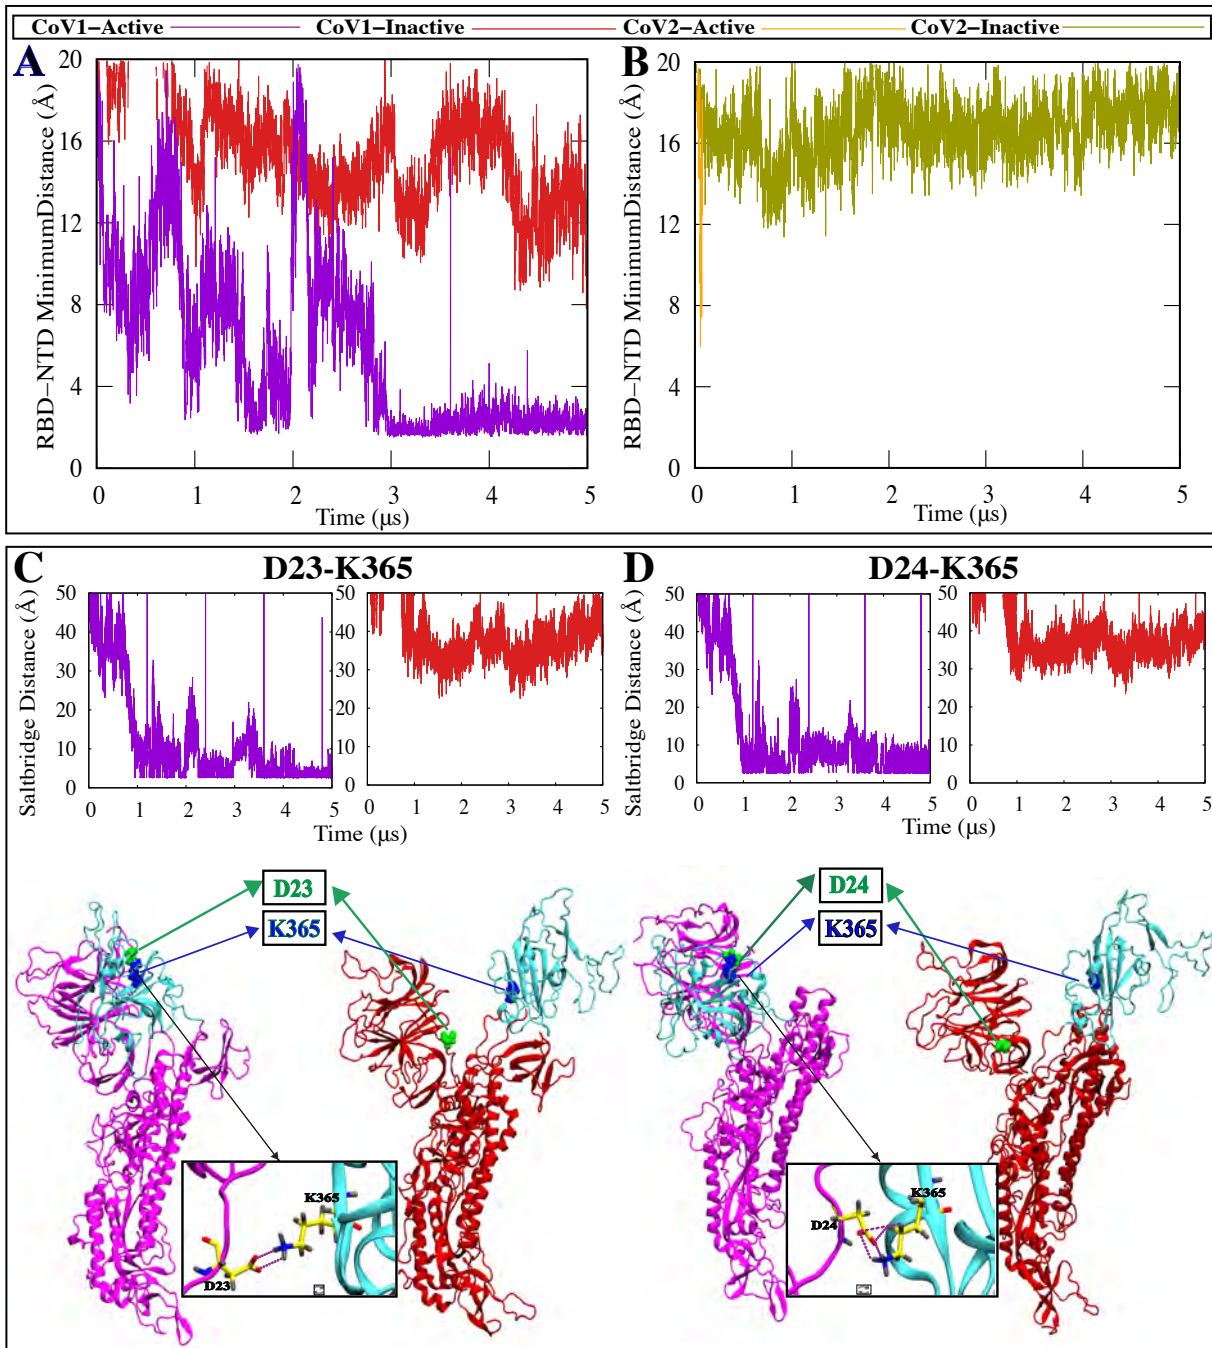 CoV1–Active CoV1–Inactive CoV2–Active CoV2–Inactive
A
B
RBD–NTD MinimumDistance (Å)
20
16
12
8
4
0
0 1 2 3 4 5
Time (μs)
RBD–NTD MinimumDistance (Å)
20
16
12
8
4
0
0 1 2 3 4 5
Time (μs)
C
D23-K365
D
D24-K365
Saltbridge Distance (Å)
50
40
30
20
10
0
0 1 2 3 4 5
50
40
30
20
10
0
0 1 2 3 4 5
Time (μs)
Saltbridge Distance (Å)
50
40
30
20
10
0
0 1 2 3 4 5
50
40
30
20
10
0
0 1 2 3 4 5
Time (μs)
D23
K365
D24
K365
K365
D23
K365
D24